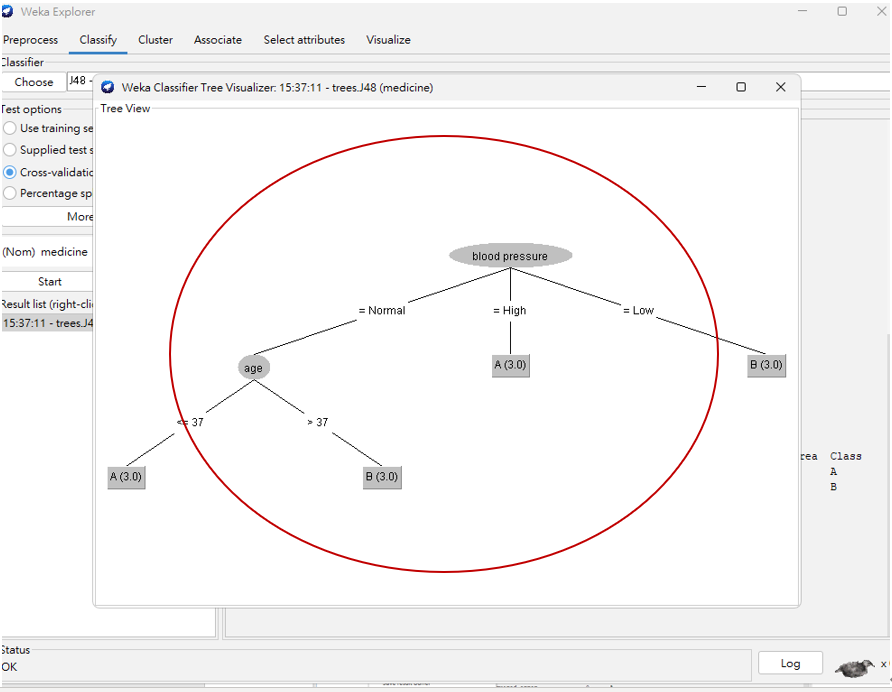 Weka Explorer
Preprocess Classify Cluster Associate Select attributes Visualize
Classifier
Choose J48 -
Weka Classifier Tree Visualizer: 15:37:11 - trees.J48 (medicine)
Test options
Tree View
Use training se
Supplied test s
Cross-validatio
Percentage sp
More
(Nom) medicine
Start
Result list (right-clic
15:37:11 - trees.J4
blood pressure
= Normal = High = Low
age A (3.0) B (3.0)
<= 37 > 37
A (3.0) B (3.0)
rea Class
A
B
Status
OK
Log
x